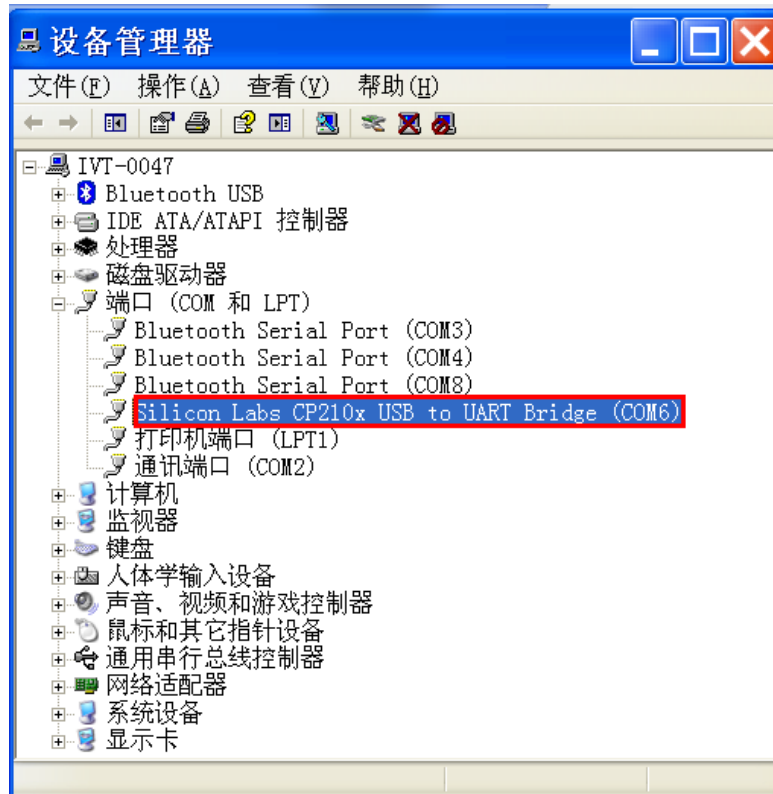 设备管理器
文件(F) 操作(A) 查看(V) 帮助(H)
IVT-0047
Bluetooth USB
IDE ATA/ATAPI 控制器
处理器
磁盘驱动器
端口 (COM 和 LPT)
Bluetooth Serial Port (COM3)
Bluetooth Serial Port (COM4)
Bluetooth Serial Port (COM8)
Silicon Labs CP210x USB to UART Bridge (COM6)
打印机端口 (LPT1)
通讯端口 (COM2)
计算机
监视器
键盘
人体学输入设备
声音、视频和游戏控制器
鼠标和其它指针设备
通用串行总线控制器
网络适配器
系统设备
显示卡